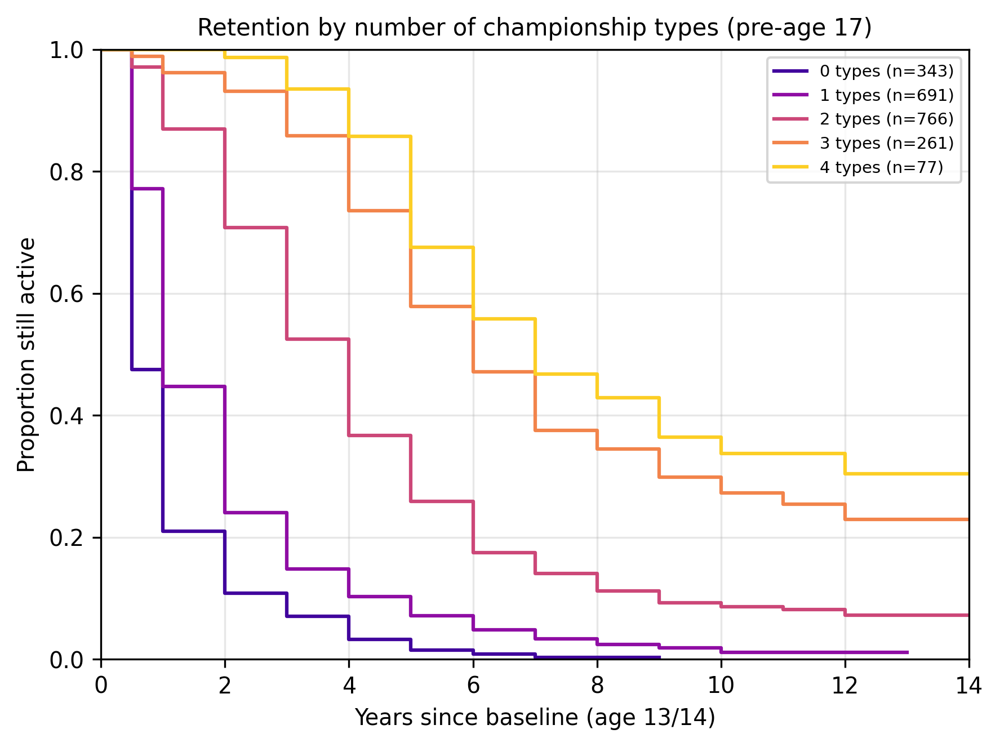 Retention by number of championship types (pre-age 17)
1.0
0.8
0.6
0.4
0.2
0.0
Proportion still active
0 types (n=343)
1 types (n=691)
2 types (n=766)
3 types (n=261)
4 types (n=77)
0 2 4 6 8 10 12 14
Years since baseline (age 13/14)